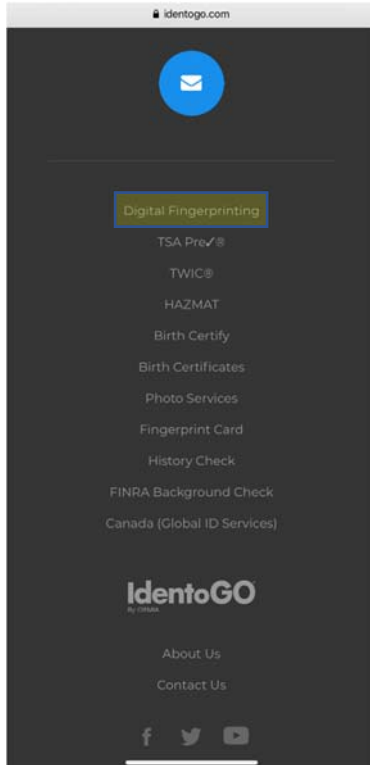 identogo.com
Digital Fingerprinting
TSA Pre✓®
TWIC®
HAZMAT
Birth Certify
Birth Certificates
Photo Services
Fingerprint Card
History Check
FINRA Background Check
Canada (Global ID Services)
IdentoGO
By
About Us
Contact Us